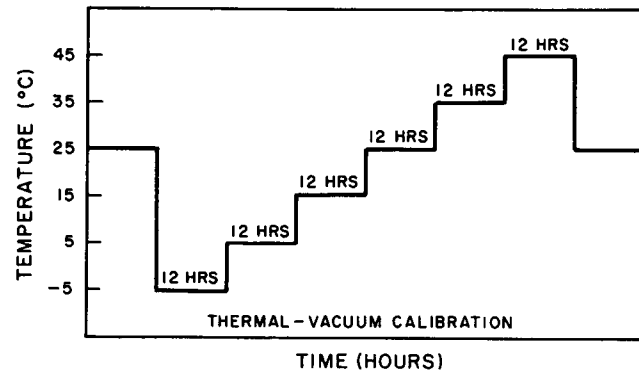 12 HRS
45
12 HRS
35
12 HRS
25
12 HRS
15
12 HRS
5
12 HRS
-5
TEMPERATURE (°C)
THERMAL-VACUUM CALIBRATION
TIME (HOURS)